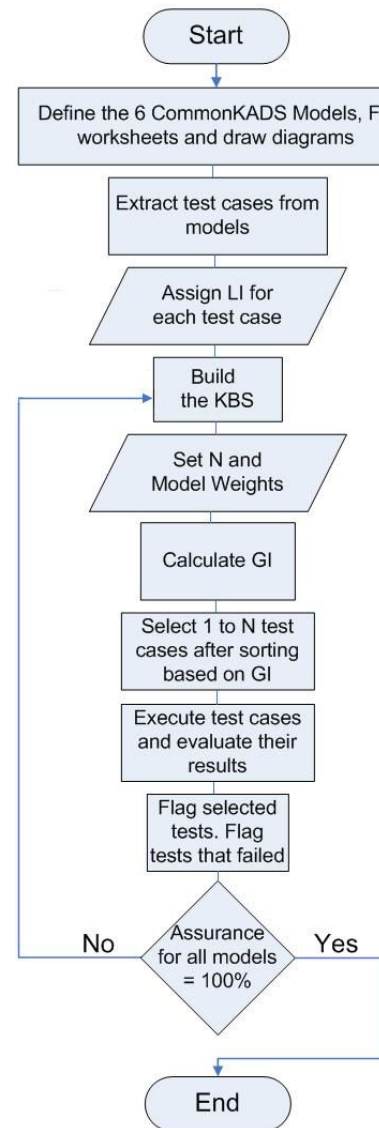 Start
Define the 6 CommonKADS Models, F
worksheets and draw diagrams
Extract test cases from
models
Assign LI for
each test case
Build
the KBS
Set N and
Model Weights
Calculate GI
Select 1 to N test
cases after sorting
based on GI
Execute test cases
and evaluate their
results
Flag selected
tests. Flag
tests that failed
No
Assurance
for all models
= 100%
Yes
End